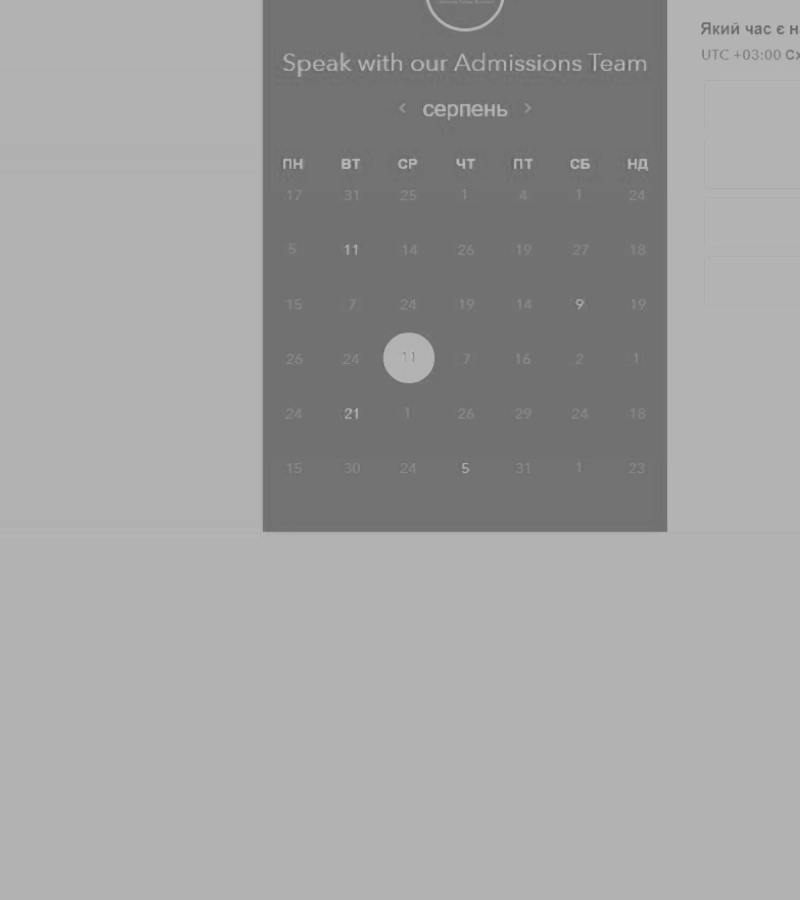 Speak with our Admissions Team
< серпень >
ПН ВТ СР ЧТ ПТ СБ НД
17 31 25 1 4 1 24
5 11 14 26 19 27 18
15 7 24 19 14 9 19
26 24 11 7 16 2 1
24 21 1 26 29 24 18
15 30 24 5 31 1 23
Який час є
UTC +03:00